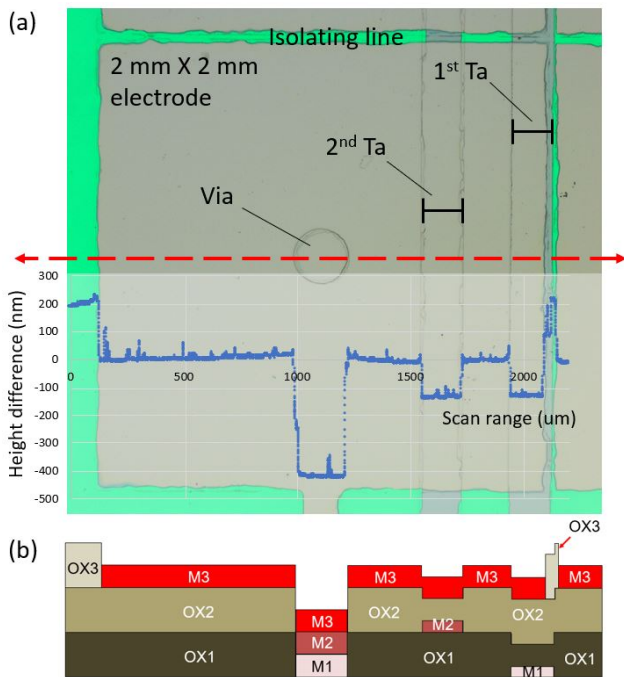 (a)
Isolating line
2 mm X 2 mm
electrode
1st Ta
2nd Ta
Via
Height difference (nm)
300
200
100
0
-100
-200
-300
-400
-500
0
500
1000
1500
2000
Scan range (um)
(b)
OX3
OX3
M3
M3
M3
M3
M3
OX2
OX2
OX2
M2
M2
OX1
M1
OX1
M1
OX1